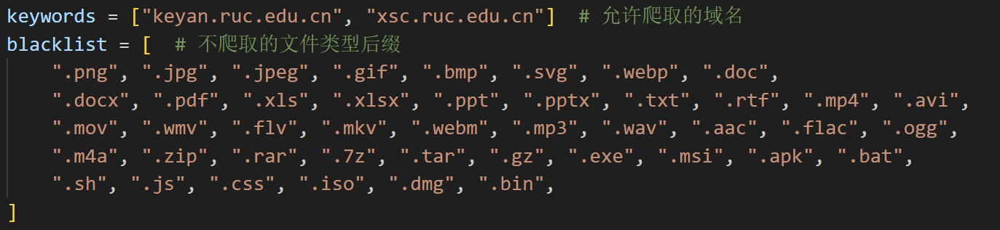 keywords = ["keyan.ruc.edu.cn", "xsc.ruc.edu.cn"]  # 允许爬取的域名
blacklist = [  # 不爬取的文件类型后缀
    ".png", ".jpg", ".jpeg", ".gif", ".bmp", ".svg", ".webp", ".doc",
    ".docx", ".pdf", ".xls", ".xlsx", ".ppt", ".pptx", ".txt", ".rtf", ".mp4", ".avi",
    ".mov", ".wmv", ".flv", ".mkv", ".webm", ".mp3", ".wav", ".aac", ".flac", ".ogg",
    ".m4a", ".zip", ".rar", ".7z", ".tar", ".gz", ".exe", ".msi", ".apk", ".bat",
    ".sh", ".js", ".css", ".iso", ".dmg", ".bin",
]